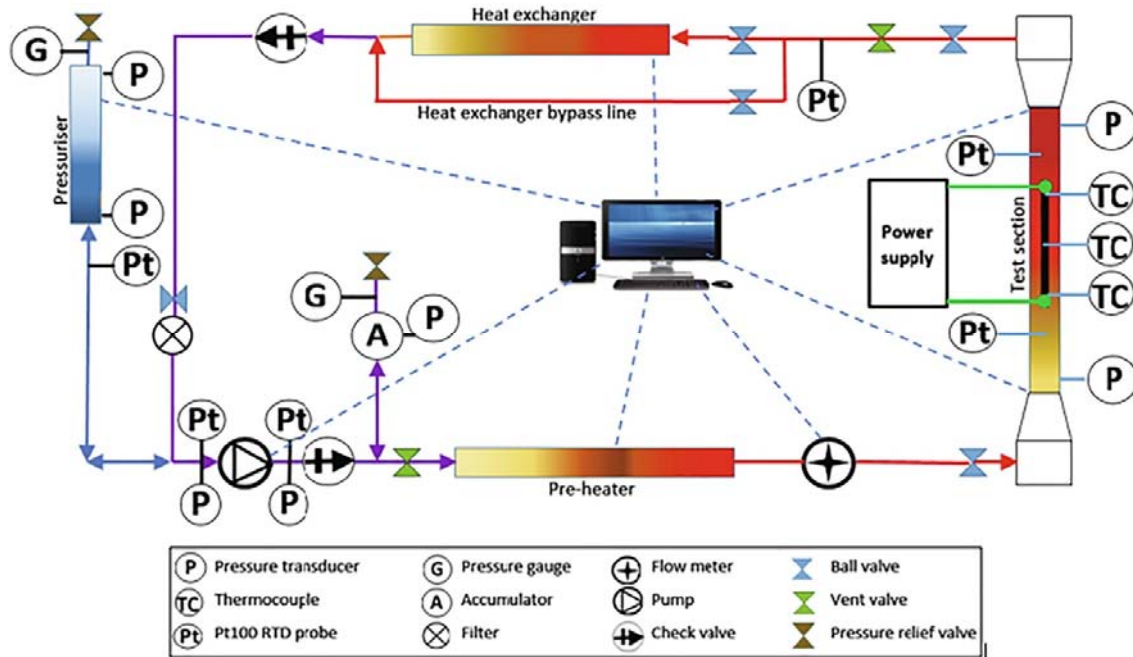 Heat exchanger
G
P
Pt
Heat exchanger bypass line
P
Pt
TC
Pressuriser
P
Power
supply
Test section
TC
Pt
G
P
A
TC
Pt
P
Pt
Pt
P
P
Pre-heater
P Pressure transducer
G Pressure gauge
Flow meter
Ball valve
TC Thermocouple
A Accumulator
Pump
Vent valve
Pt Pt100 RTD probe
Filter
Check valve
Pressure relief valve